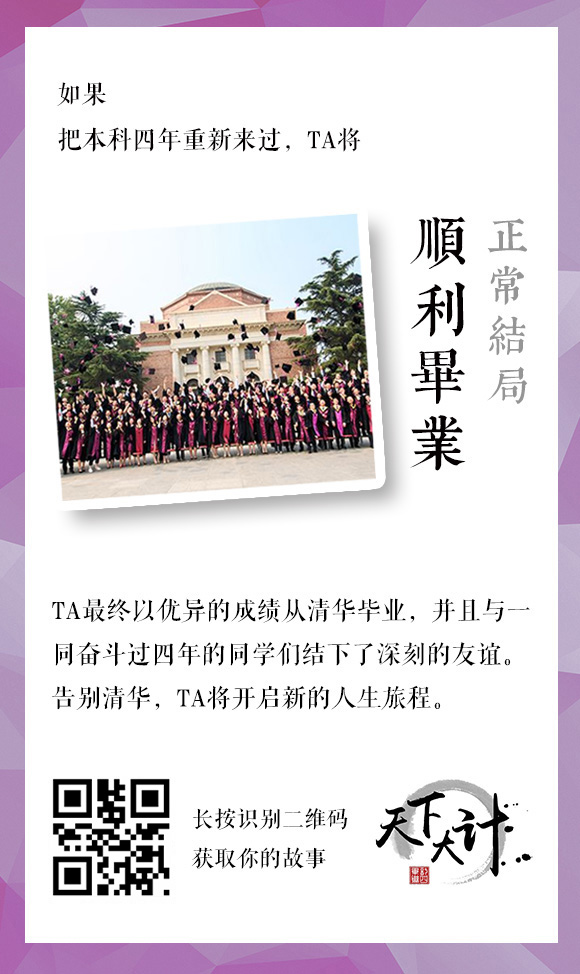 如果
把本科四年重新来过，TA将
正常結局
順利畢業
TA最终以优异的成绩从清华毕业，并且与一
同奋斗过四年的同学们结下了深刻的友谊。
告别清华，TA将开启新的人生旅程。
长按识别二维码
获取你的故事
天下大计